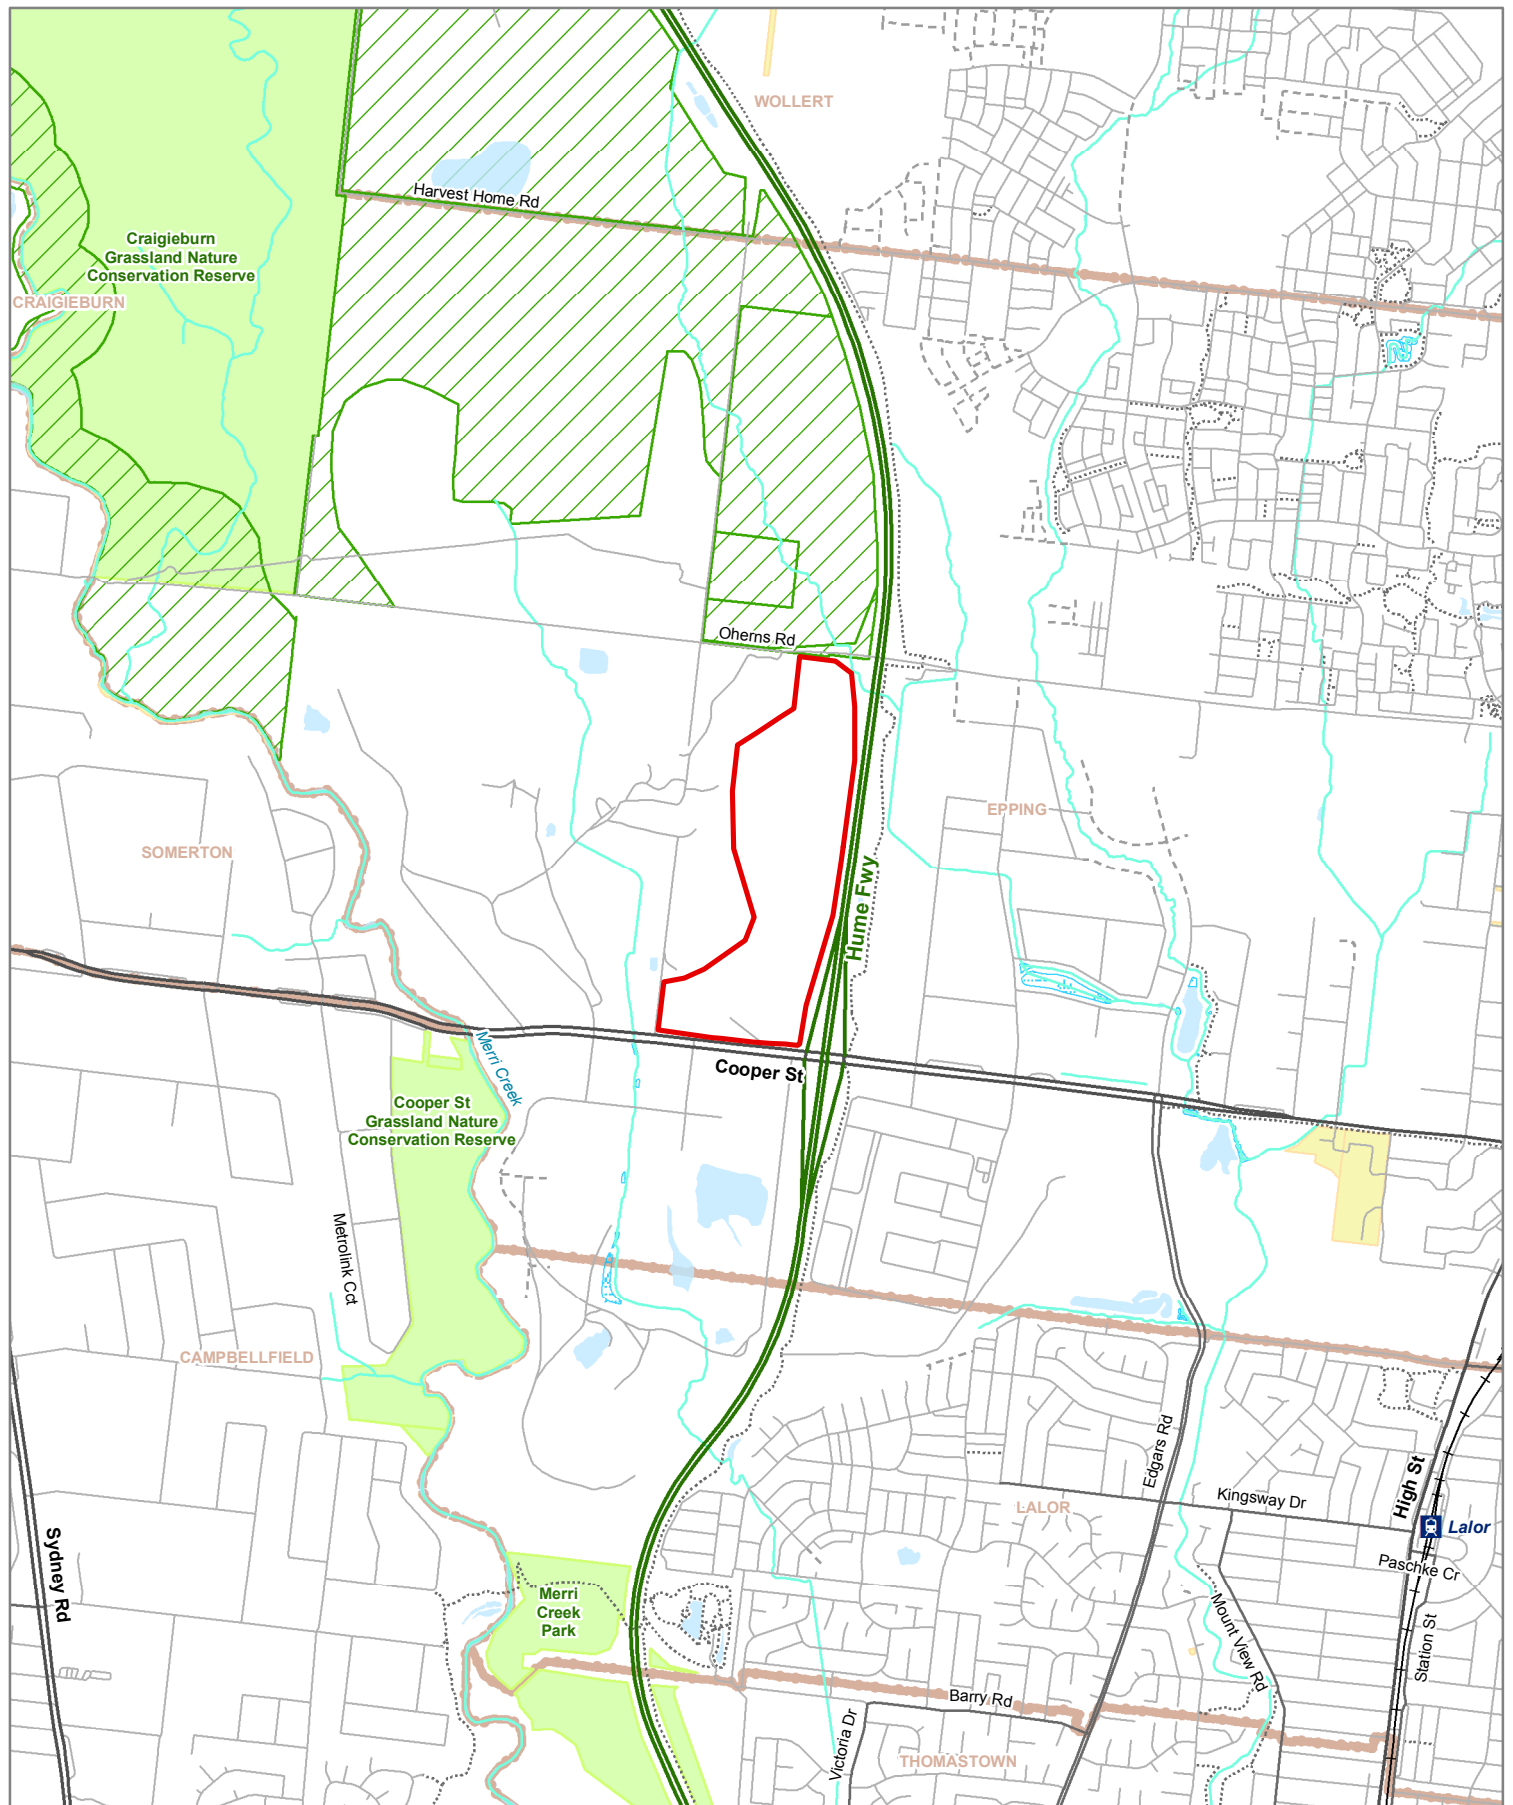 WOLLERT
Harvest Home Rd
Craigieburn
Grassland Nature
Conservation Reserve
CRAIGIEBURN
Oherns Rd
EPPING
SOMERTON
Hume Fwy
Merri Creek
Cooper St
Cooper St
Grassland Nature
Conservation Reserve
Metrolink Cct
CAMPBELLFIELD
Edgars Rd
High St
Kingsway Dr
LALOR
Lalor
Paschke Cr
Sydney Rd
Merri
Creek
Park
Mount View Rd
Station St
Barry Rd
Victoria Dr
THOMASTOWN